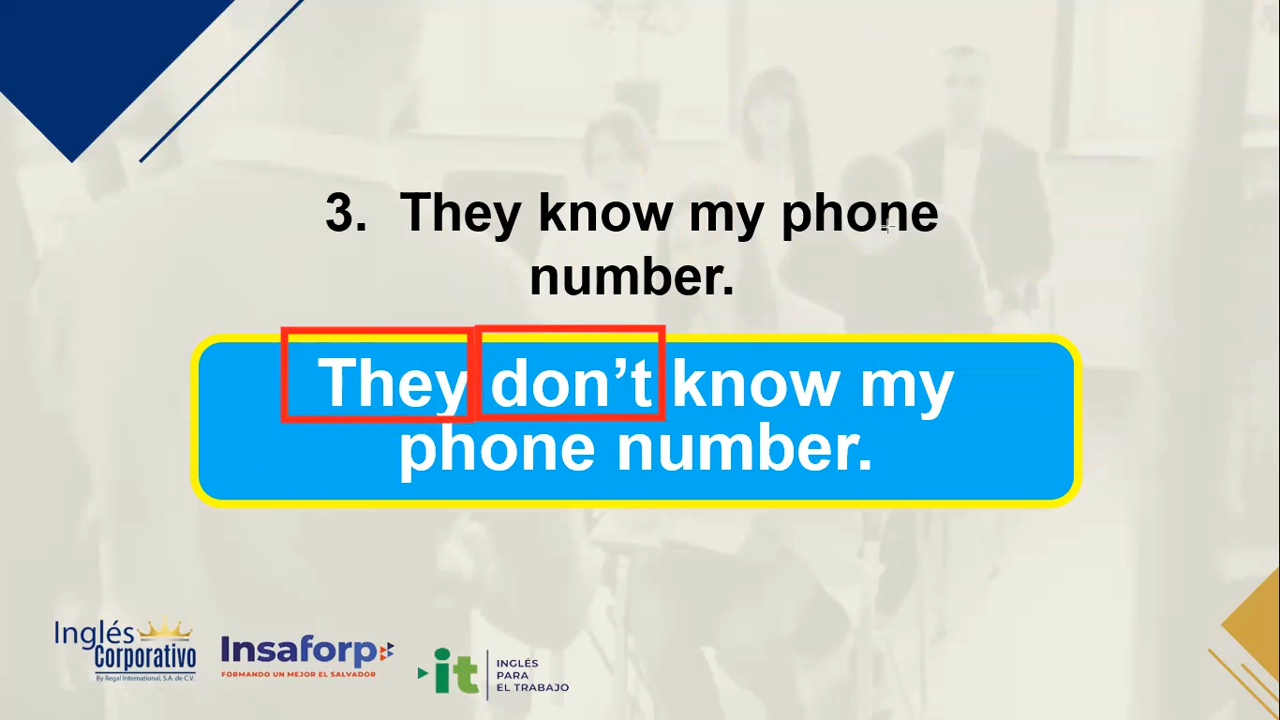 3. They know my phone
number.
They don’t know my
phone number.
Inglés
Corporativo
By Regal International, S.A. de C.V.
Insaforp
FORMANDO UN MEJOR EL SALVADOR
it
INGLÉS
PARA
EL TRABAJO